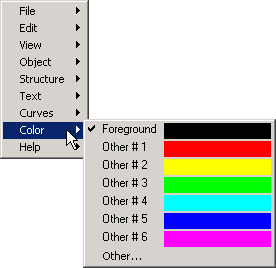 File
Edit
View
Object
Structure
Text
Curves
Color
Help
Foreground
Other # 1
Other # 2
Other # 3
Other # 4
Other # 5
Other # 6
Other...